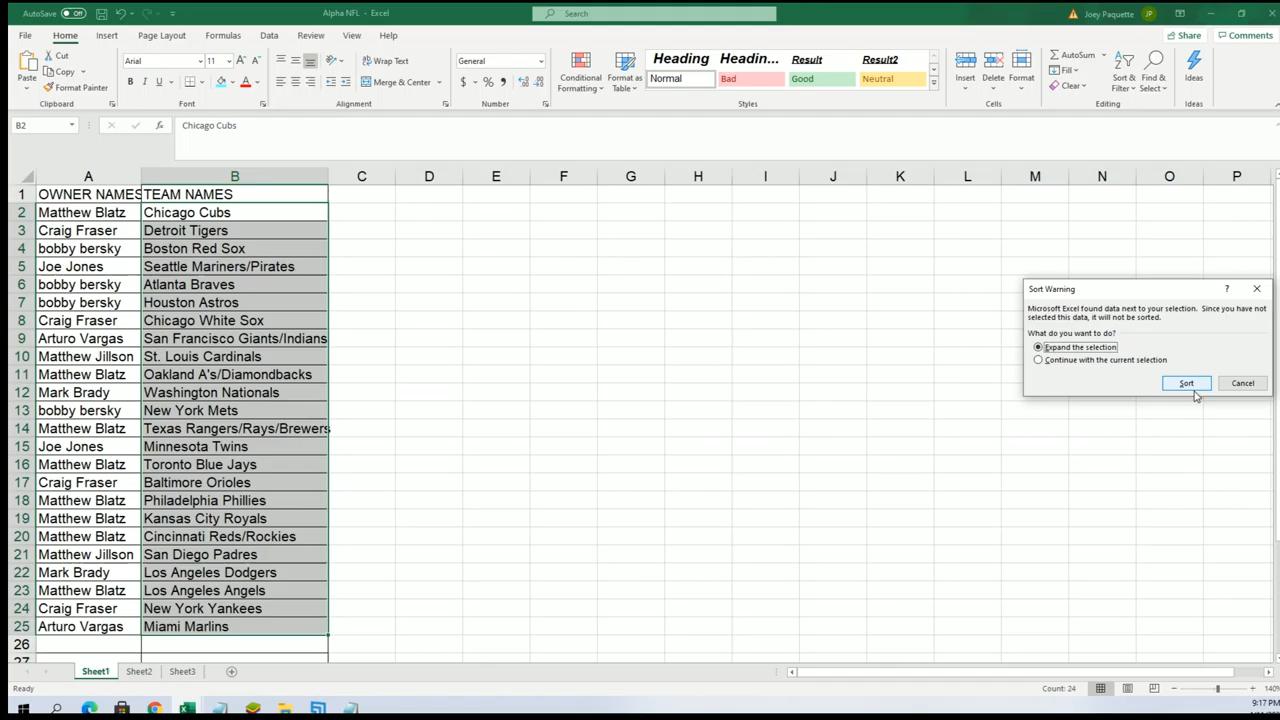 AutoSave Off Alpha NFL - Excel Search Joey Paquette JP
File Home Insert Page Layout Formulas Data Review View Help Share Comments
Paste Cut Copy Format Painter Clipboard
Arial 11 B I U A A A Font
Wrap Text Merge & Center Alignment
General $ % , Number
Conditional Formatting Format as Table
Heading Headin... Result Result2
Normal Bad Good Neutral
Styles
Insert Delete Format Cells
AutoSum Fill Clear Sort & Filter Find & Select Editing
Ideas Ideas
B2 fx Chicago Cubs
A B C D E F G H I J K L M N O P
1 OWNER NAMES TEAM NAMES
2 Matthew Blatz Chicago Cubs
3 Craig Fraser Detroit Tigers
4 bobby bersky Boston Red Sox
5 Joe Jones Seattle Mariners/Pirates
6 bobby bersky Atlanta Braves
7 bobby bersky Houston Astros
8 Craig Fraser Chicago White Sox
9 Arturo Vargas San Francisco Giants/Indians
10 Matthew Jillson St. Louis Cardinals
11 Matthew Blatz Oakland A's/Diamondbacks
12 Mark Brady Washington Nationals
13 bobby bersky New York Mets
14 Matthew Blatz Texas Rangers/Rays/Brewers
15 Joe Jones Minnesota Twins
16 Matthew Blatz Toronto Blue Jays
17 Craig Fraser Baltimore Orioles
18 Matthew Blatz Philadelphia Phillies
19 Matthew Blatz Kansas City Royals
20 Matthew Blatz Cincinnati Reds/Rockies
21 Matthew Jillson San Diego Padres
22 Mark Brady Los Angeles Dodgers
23 Matthew Blatz Los Angeles Angels
24 Craig Fraser New York Yankees
25 Arturo Vargas Miami Marlins
26
27
Sort Warning ?
Microsoft Excel found data next to your selection. Since you have not
selected this data, it will not be sorted.
What do you want to do?
Expand the selection
Continue with the current selection
Sort Cancel
Sheet1 Sheet2 Sheet3
Ready Count: 24 140%
9:17 PM